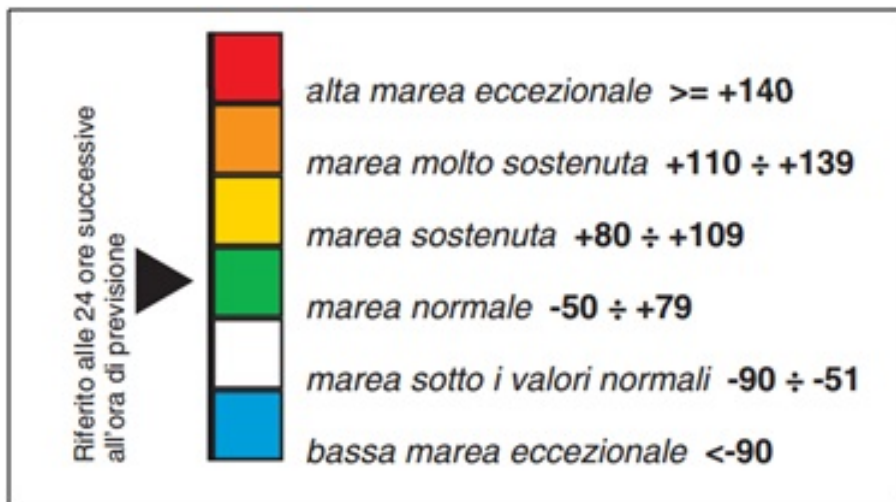 Riferito alle 24 ore successive
all'ora di previsione
alta marea eccezionale >= +140
marea molto sostenuta +110 ÷ +139
marea sostenuta +80 ÷ +109
marea normale -50 ÷ +79
marea sotto i valori normali -90 ÷ -51
bassa marea eccezionale <-90